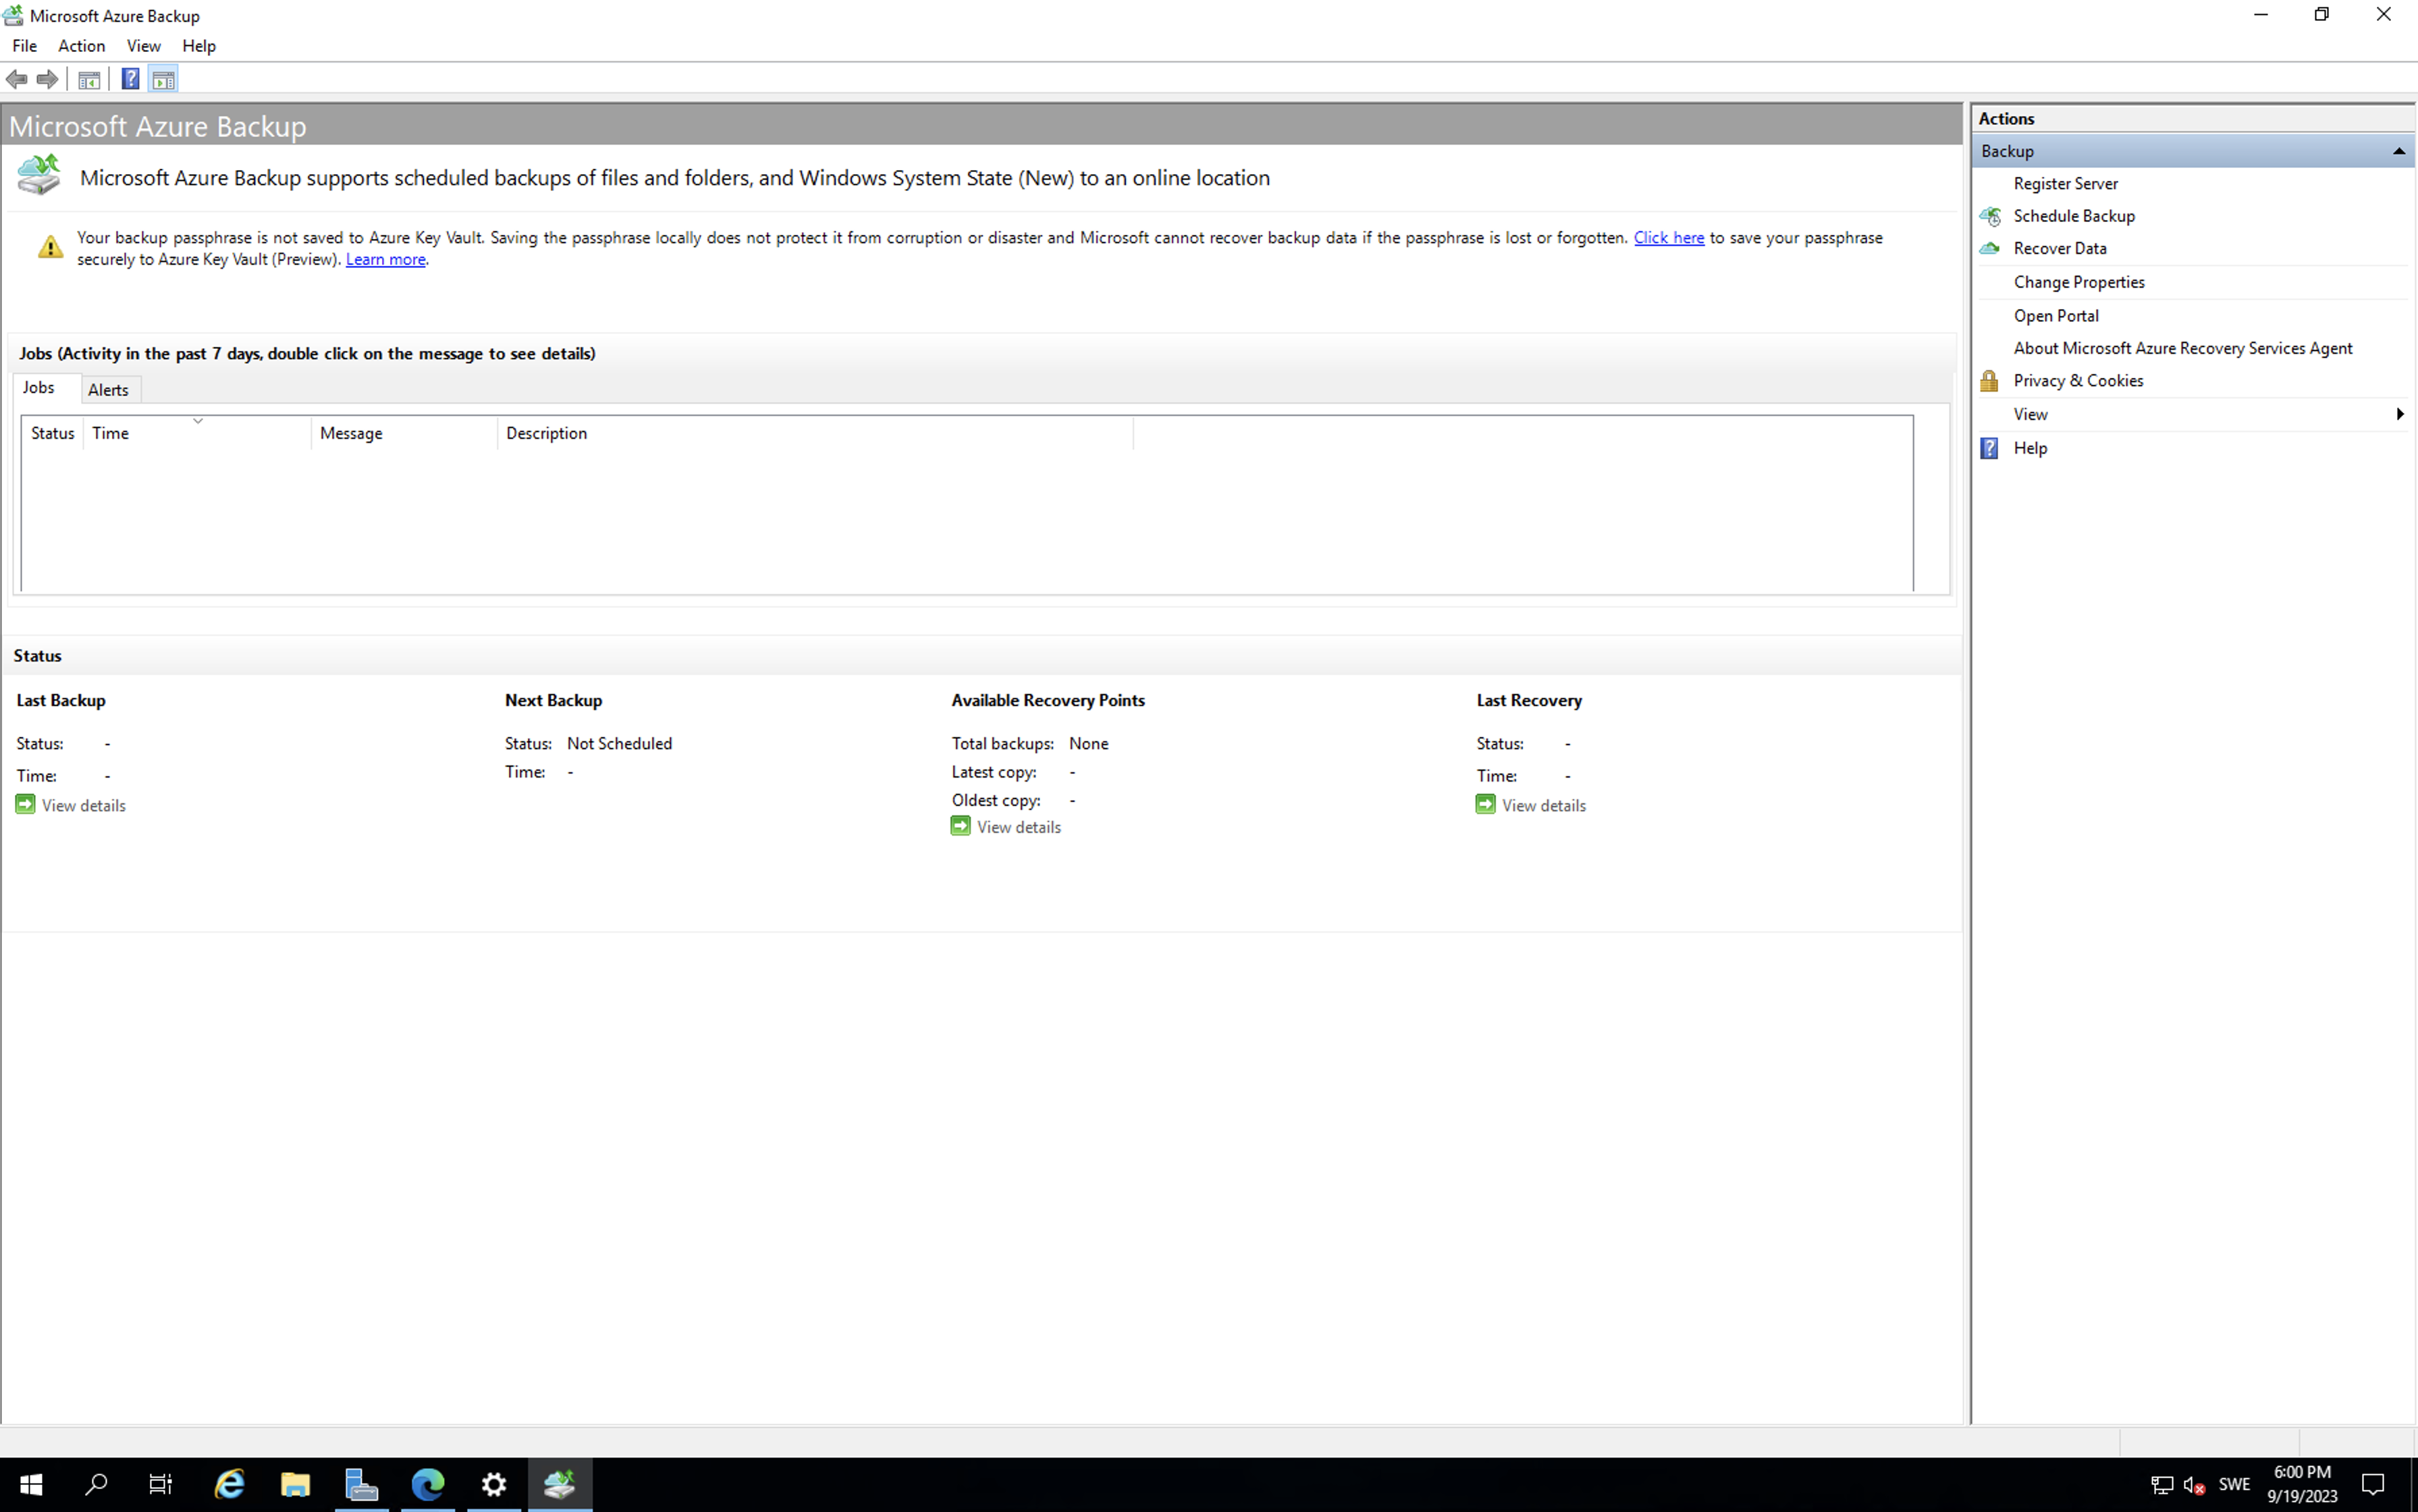 Microsoft Azure Backup
File Action View Help
Microsoft Azure Backup
Microsoft Azure Backup supports scheduled backups of files and folders, and Windows System State (New) to an online location
Your backup passphrase is not saved to Azure Key Vault. Saving the passphrase locally does not protect it from corruption or disaster and Microsoft cannot recover backup data if the passphrase is lost or forgotten. Click here to save your passphrase
securely to Azure Key Vault (Preview). Learn more.
Jobs (Activity in the past 7 days, double click on the message to see details)
Jobs Alerts
Status Time Message Description
Status
Last Backup
Status: -
Time: -
View details
Next Backup
Status: Not Scheduled
Time: -
Available Recovery Points
Total backups: None
Latest copy: -
Oldest copy: -
View details
Last Recovery
Status: -
Time: -
View details
Actions
Backup
Register Server
Schedule Backup
Recover Data
Change Properties
Open Portal
About Microsoft Azure Recovery Services Agent
Privacy & Cookies
View
? Help
SWE
6:00 PM
9/19/2023